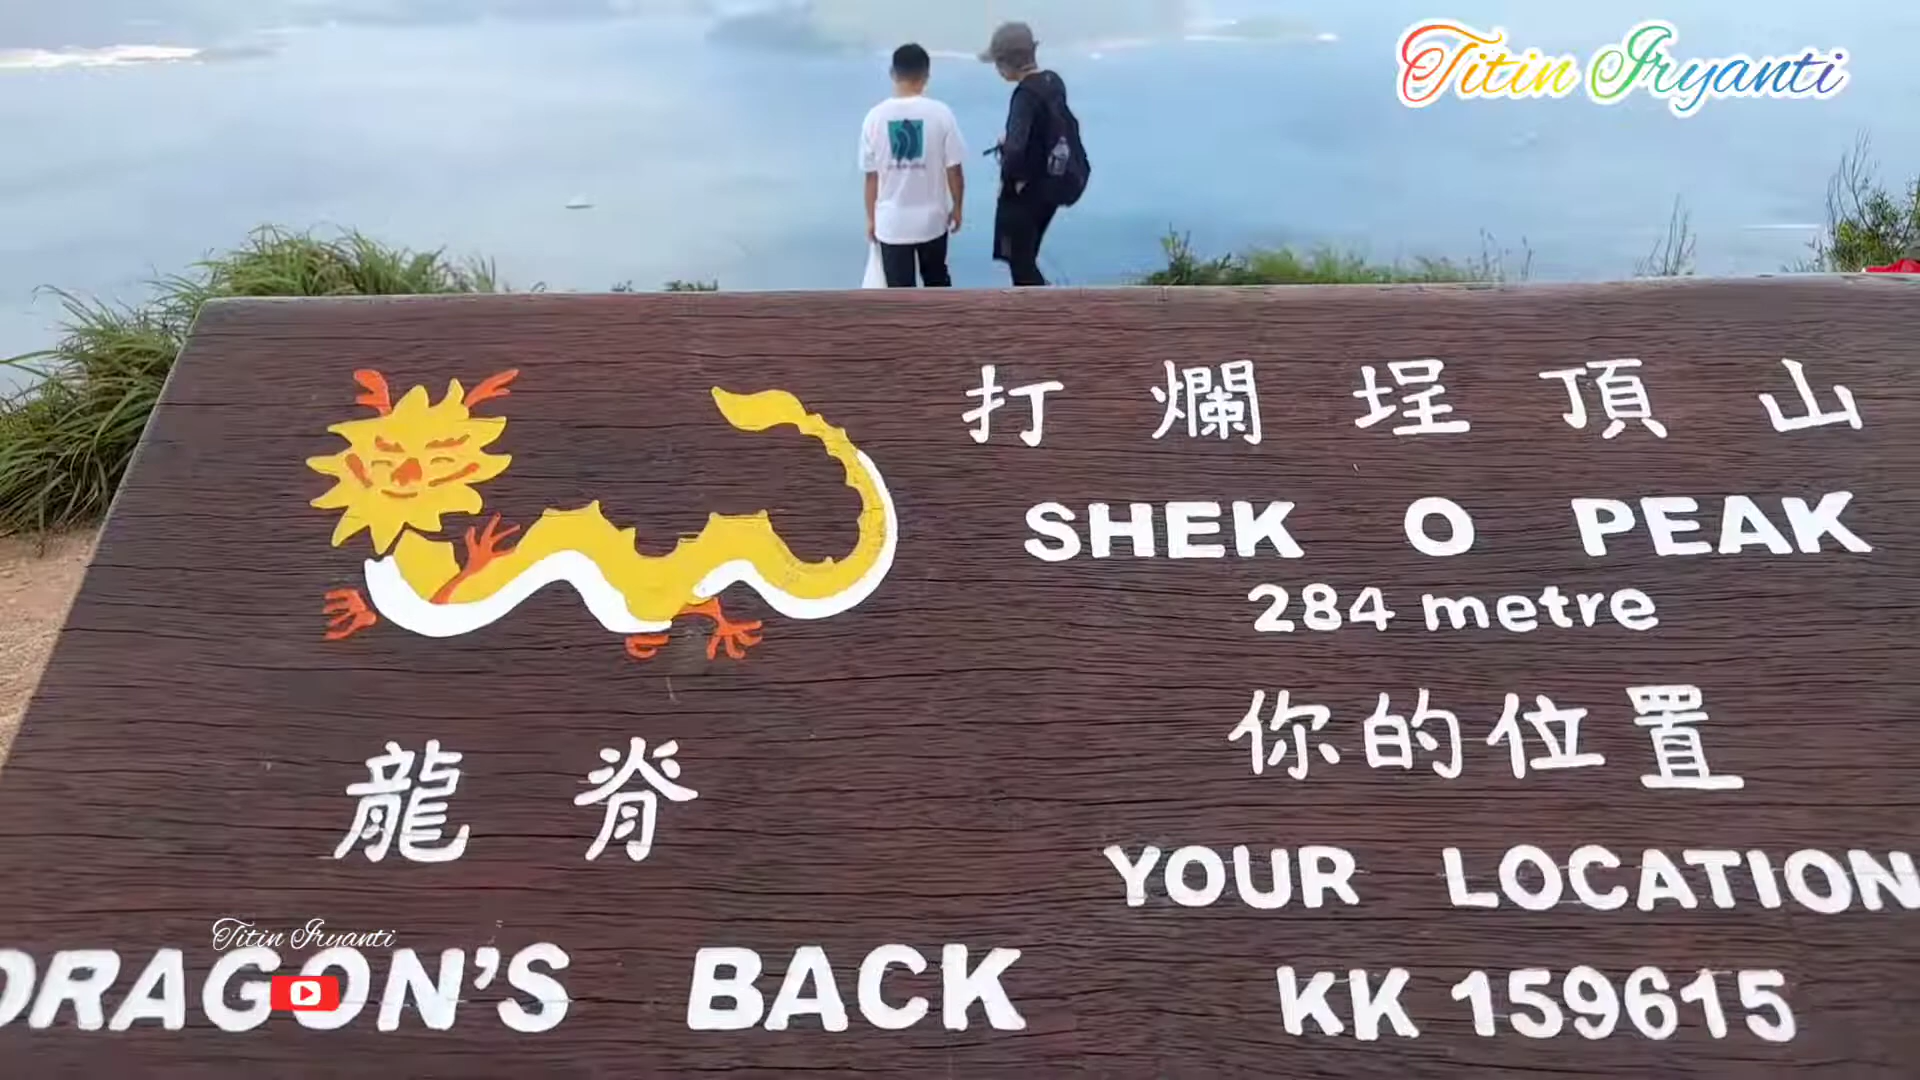 Titin Iryanti
打爛埕頂山
SHEK O PEAK
284 metre
你的位置
YOUR LOCATION
KK 159615
龍脊
DRAGON'S BACK
Titin Iryanti